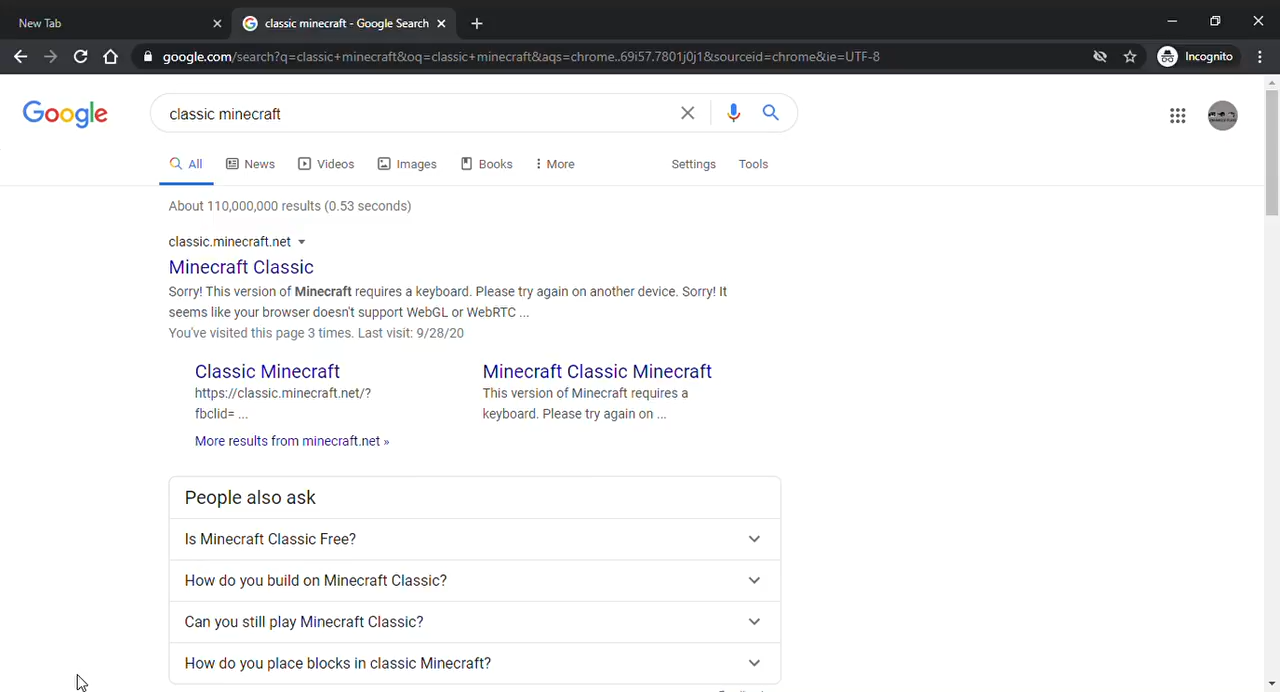 New Tab
classic minecraft - Google Search
google.com/search?q=classic+minecraft&oq=classic+minecraft&aqs=chrome..69i57.7801j0j1&sourceid=chrome&ie=UTF-8
Incognito
Google
classic minecraft
All
News
Videos
Images
Books
More
Settings
Tools
About 110,000,000 results (0.53 seconds)
classic.minecraft.net
Minecraft Classic
Sorry! This version of Minecraft requires a keyboard. Please try again on another device. Sorry! It
seems like your browser doesn't support WebGL or WebRTC ...
You've visited this page 3 times. Last visit: 9/28/20
Classic Minecraft
https://classic.minecraft.net/?
fbclid= ...
Minecraft Classic Minecraft
This version of Minecraft requires a
keyboard. Please try again on ...
More results from minecraft.net »
People also ask
Is Minecraft Classic Free?
How do you build on Minecraft Classic?
Can you still play Minecraft Classic?
How do you place blocks in classic Minecraft?